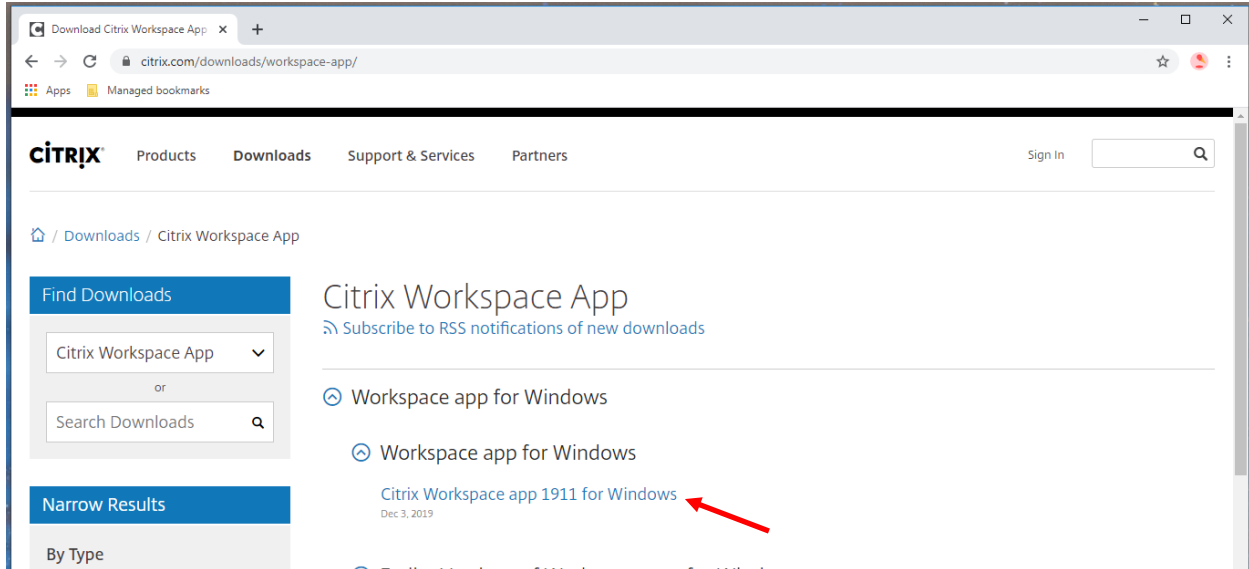 Download Citrix Workspace App
citrix.com/downloads/workspace-app/
Apps Managed bookmarks
CİTRIX Products Downloads Support & Services Partners Sign In
/ Downloads / Citrix Workspace App
Find Downloads
Citrix Workspace App
or
Search Downloads
Narrow Results
By Type
Citrix Workspace App
Subscribe to RSS notifications of new downloads
Workspace app for Windows
Workspace app for Windows
Citrix Workspace app 1911 for Windows
Dec 3, 2019